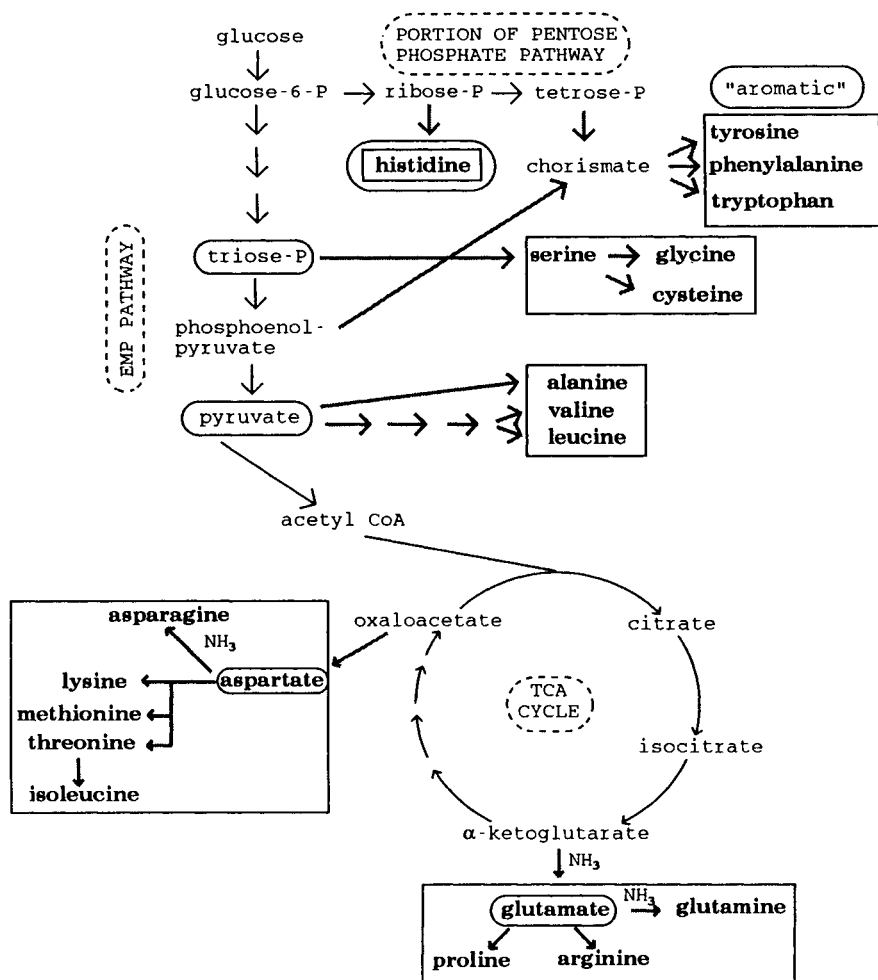 glucose
PORTION OF PENTOSE
PHOSPHATE PATHWAY
glucose-6-P
ribose-P
tetrose-P
"aromatic"
histidine
chorismate
tyrosine
phenylalanine
tryptophan
EMP PATHWAY
triose-P
serine
glycine
cysteine
phosphoenol-
pyruvate
pyruvate
alanine
valine
leucine
acetyl CoA
oxaloacetate
citrate
asparagine
NH3
lysine
aspartate
methionine
threonine
isoleucine
TCA
CYCLE
isocitrate
α-ketoglutarate
NH3
glutamate
NH3
glutamine
proline
arginine